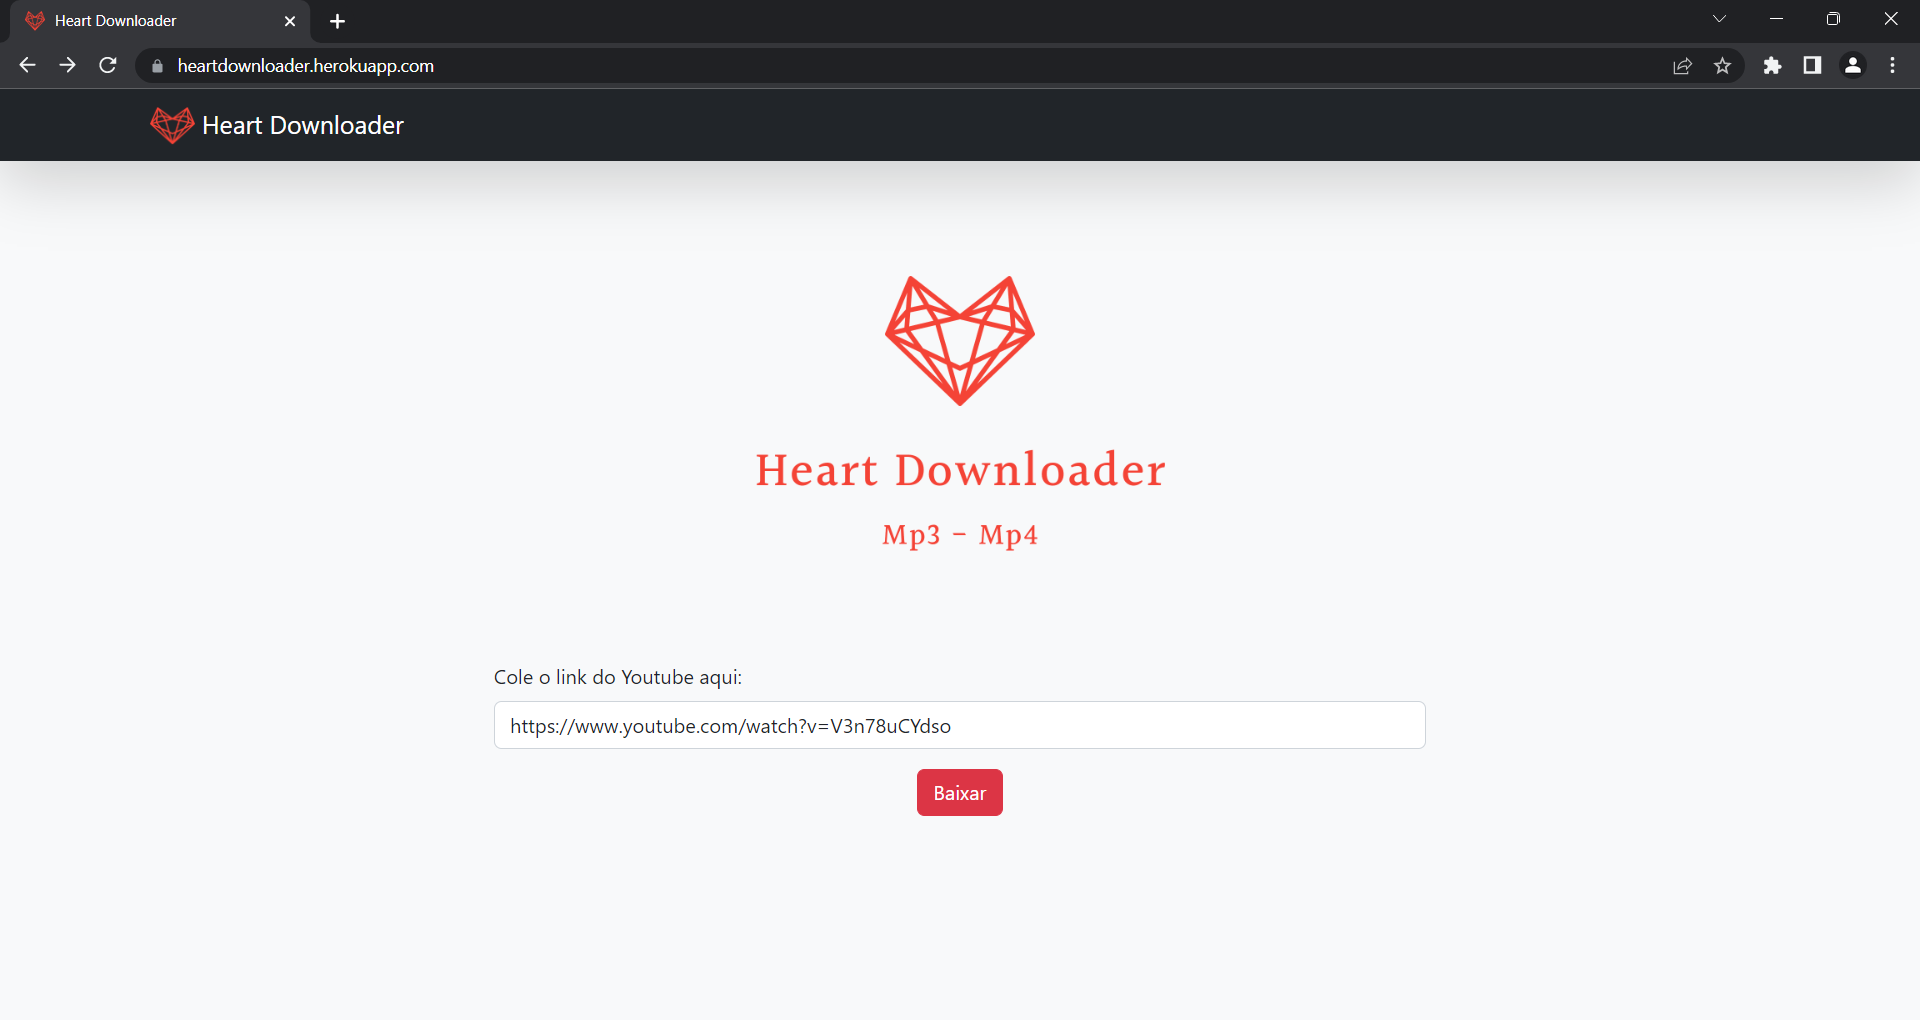 Heart Downloader
heartdownloader.herokuapp.com
Heart Downloader
Heart Downloader
Mp3 - Mp4
Cole o link do Youtube aqui:
https://www.youtube.com/watch?v=V3n78uCYdso
Baixar